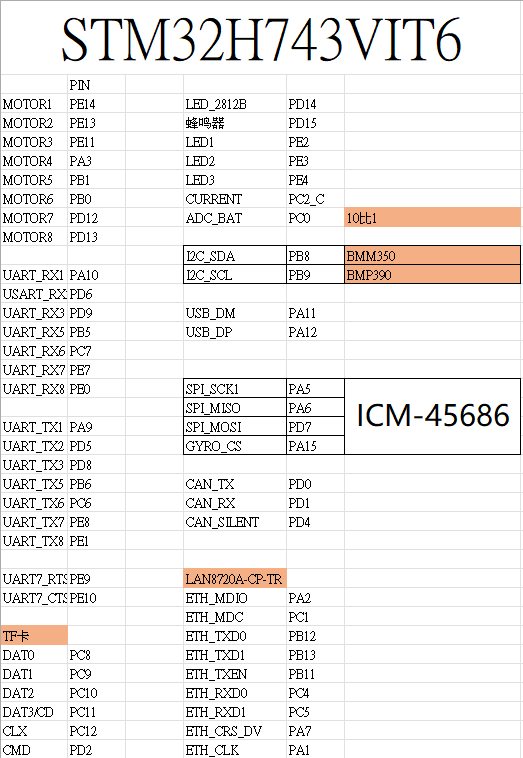 STM32H743VIT6
PIN
MOTOR1 PE14 LED_2812B PD14
MOTOR2 PE13 蜂鸣器 PD15
MOTOR3 PE11 LED1 PE2
MOTOR4 PA3 LED2 PE3
MOTOR5 PB1 LED3 PE4
MOTOR6 PB0 CURRENT PC2_C
MOTOR7 PD12 ADC_BAT PC0 10比1
MOTOR8 PD13
I2C_SDA PB8 BMM350
UART_RX1 PA10 I2C_SCL PB9 BMP390
USART_RX PD6
UART_RX3 PD9 USB_DM PA11
UART_RX5 PB5 USB_DP PA12
UART_RX6 PC7
UART_RX7 PE7
UART_RX8 PE0 SPI_SCK1 PA5
SPI_MISO PA6
ICM-45686
UART_TX1 PA9 SPI_MOSI PD7
UART_TX2 PD5 GYRO_CS PA15
UART_TX3 PD8
UART_TX5 PB6 CAN_TX PD0
UART_TX6 PC6 CAN_RX PD1
UART_TX7 PE8 CAN_SILENT PD4
UART_TX8 PE1
UART7_RTS PE9 LAN8720A-CP-TR
UART7_CTS PE10 ETH_MDIO PA2
ETH_MDC PC1
TF卡 ETH_TXD0 PB12
DAT0 PC8 ETH_TXD1 PB13
DAT1 PC9 ETH_TXEN PB11
DAT2 PC10 ETH_RXD0 PC4
DAT3/CD PC11 ETH_RXD1 PC5
CLX PC12 ETH_CRS_DV PA7
CMD PD2 ETH_CLK PA1